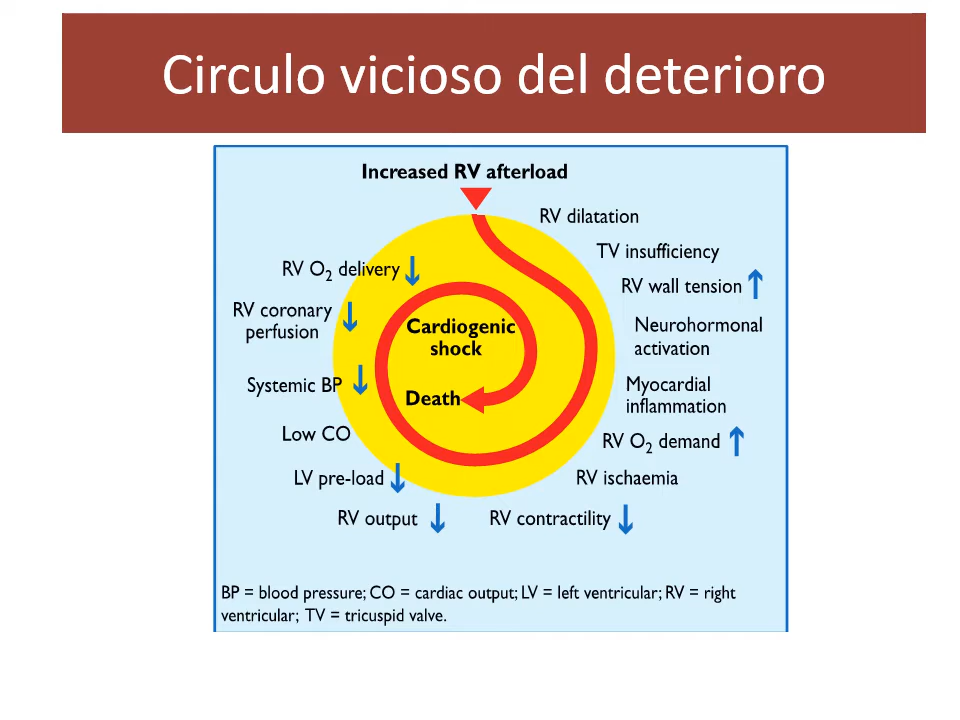 Circulo vicioso del deterioro
Increased RV afterload
RV dilatation
TV insufficiency
RV wall tension
Neurohormonal
activation
Myocardial
inflammation
RV O₂ demand
RV ischaemia
RV contractility
RV output
LV pre-load
Low CO
Systemic BP
RV coronary
perfusion
RV O₂ delivery
Cardiogenic
shock
Death
BP = blood pressure; CO = cardiac output; LV = left ventricular; RV = right
ventricular; TV = tricuspid valve.